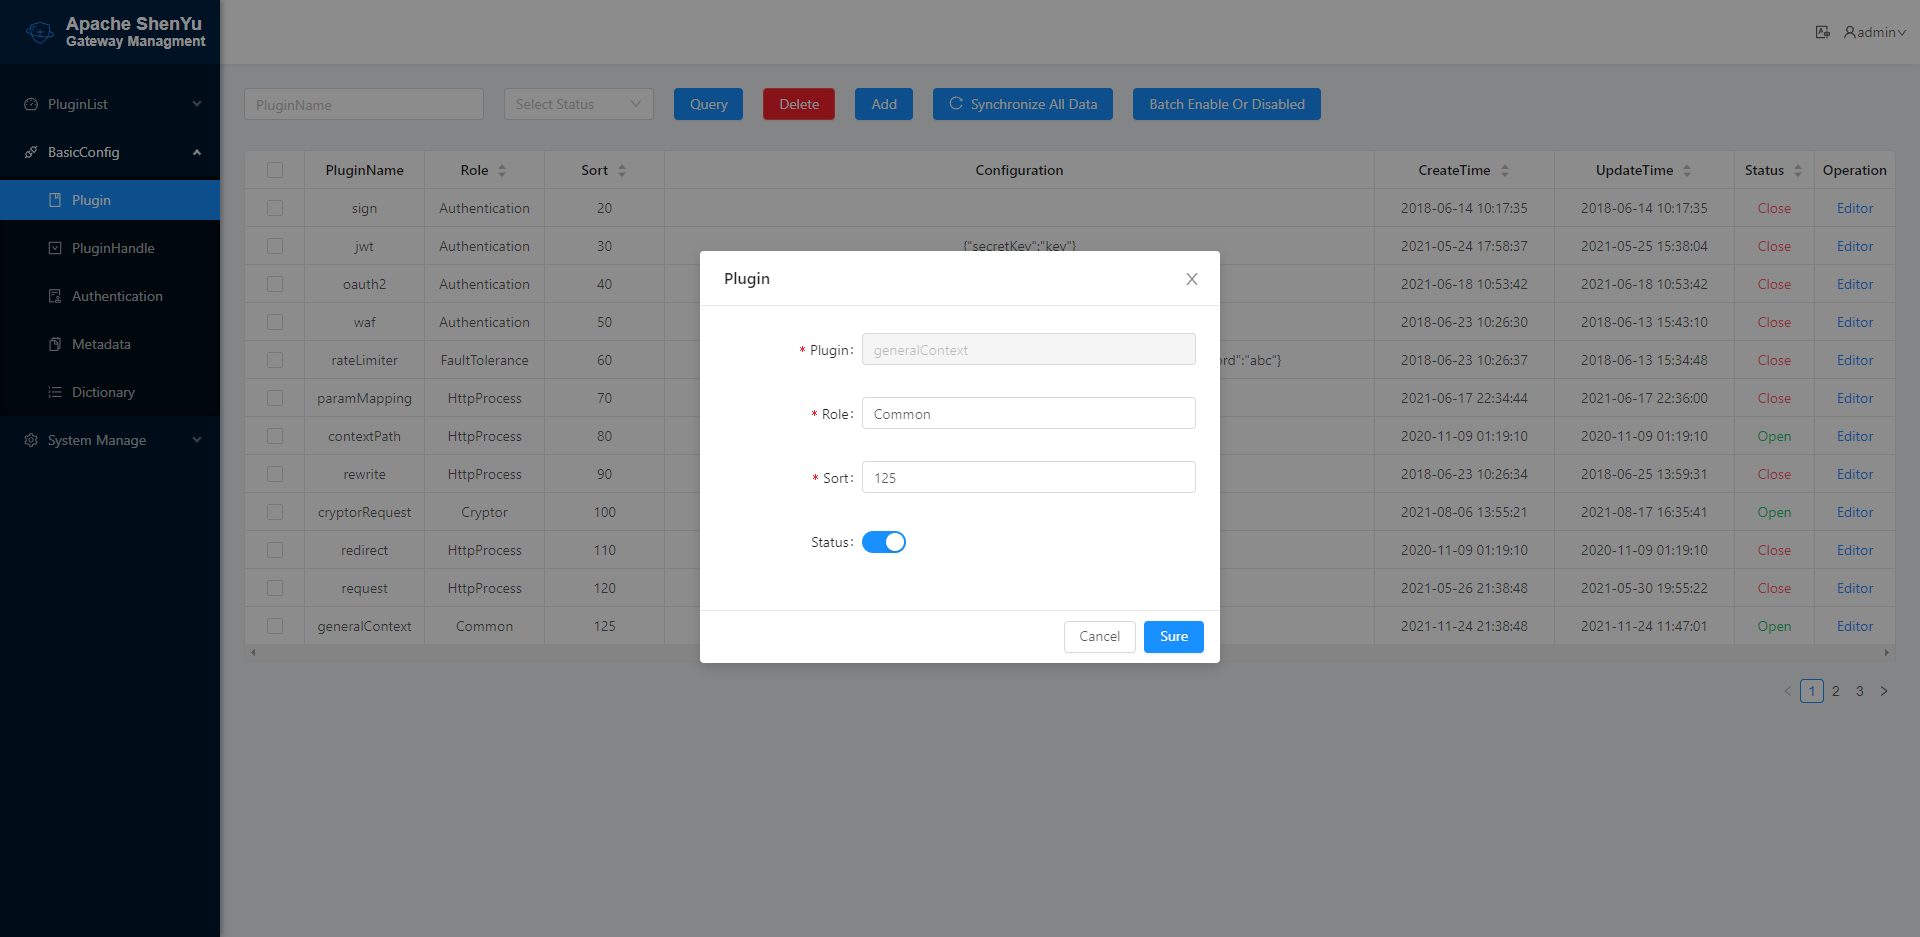 Apache ShenYu
Gateway Managment
admin
PluginList
BasicConfig
Plugin
PluginHandle
Authentication
Metadata
Dictionary
System Manage
PluginName
Select Status
Query
Delete
Add
Synchronize All Data
Batch Enable Or Disabled
PluginName Role Sort Configuration CreateTime UpdateTime Status Operation
sign Authentication 20 2018-06-14 10:17:35 2018-06-14 10:17:35 Close Editor
jwt Authentication 30 {"secretKey":"key"} 2021-05-24 17:58:37 2021-05-25 15:38:04 Close Editor
oauth2 Authentication 40 2021-06-18 10:53:42 2021-06-18 10:53:42 Close Editor
waf Authentication 50 2018-06-23 10:26:30 2018-06-13 15:43:10 Close Editor
rateLimiter FaultTolerance 60 ord":"abc"} 2018-06-23 10:26:37 2018-06-13 15:34:48 Close Editor
paramMapping HttpProcess 70 2021-06-17 22:34:44 2021-06-17 22:36:00 Close Editor
contextPath HttpProcess 80 2020-11-09 01:19:10 2020-11-09 01:19:10 Open Editor
rewrite HttpProcess 90 2018-06-23 10:26:34 2018-06-25 13:59:31 Close Editor
cryptorRequest Cryptor 100 2021-08-06 13:55:21 2021-08-17 16:35:41 Open Editor
redirect HttpProcess 110 2020-11-09 01:19:10 2020-11-09 01:19:10 Close Editor
request HttpProcess 120 2021-05-26 21:38:48 2021-05-30 19:55:22 Close Editor
generalContext Common 125 2021-11-24 21:38:48 2021-11-24 11:47:01 Open Editor
1 2 3
Plugin
* Plugin: generalContext
* Role: Common
* Sort: 125
Status:
Cancel
Sure